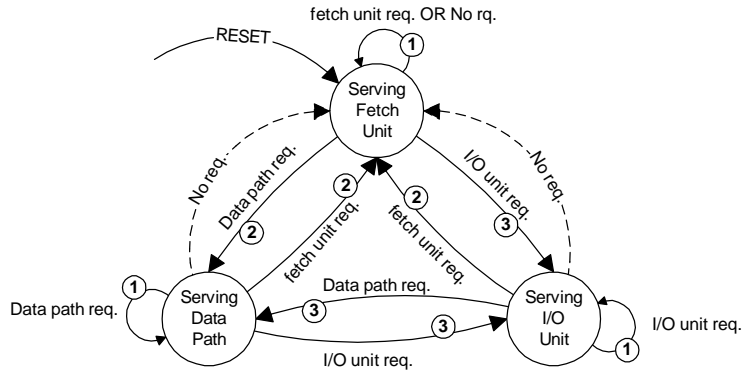 fetch unit req. OR No rq.
1
RESET
Serving
Fetch
Unit
No req.
Data path req.
2
fetch unit req.
2
2
fetch unit req.
I/O unit req.
3
No req.
Data path req.
1
Serving
Data
Path
Data path req.
3
3
I/O unit req.
Serving
I/O
Unit
1
I/O unit req.